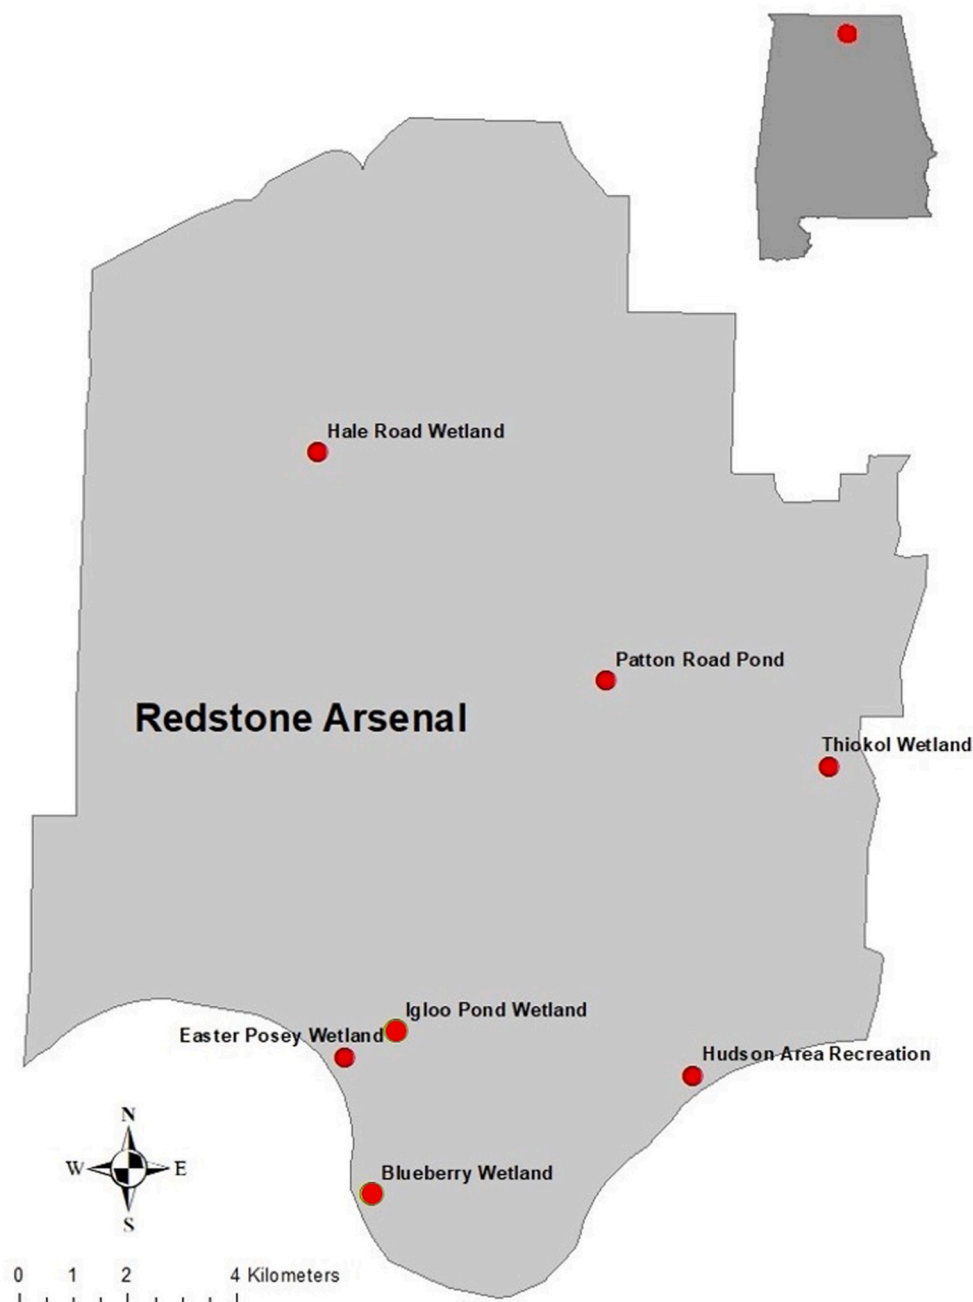 Hale Road Wetland
Patton Road Pond
Redstone Arsenal
Thiokol Wetland
Igloo Pond Wetland
Easter Posey Wetland
Hudson Area Recreation
Blueberry Wetland
N
W E
S
0 1 2 4 Kilometers